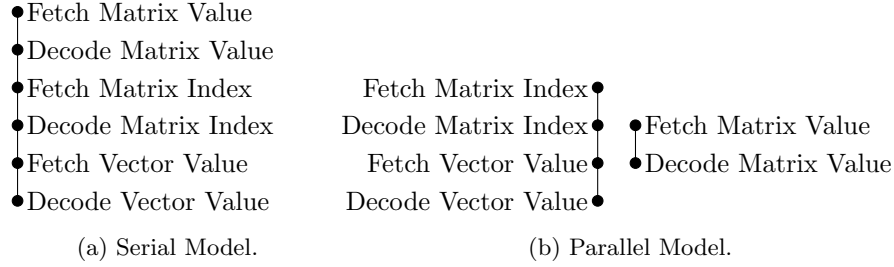 Fetch Matrix Value
Decode Matrix Value
Fetch Matrix Index
Decode Matrix Index
Fetch Vector Value
Decode Vector Value
(a) Serial Model.
Fetch Matrix Index
Decode Matrix Index
Fetch Vector Value
Decode Vector Value
Fetch Matrix Value
Decode Matrix Value
(b) Parallel Model.